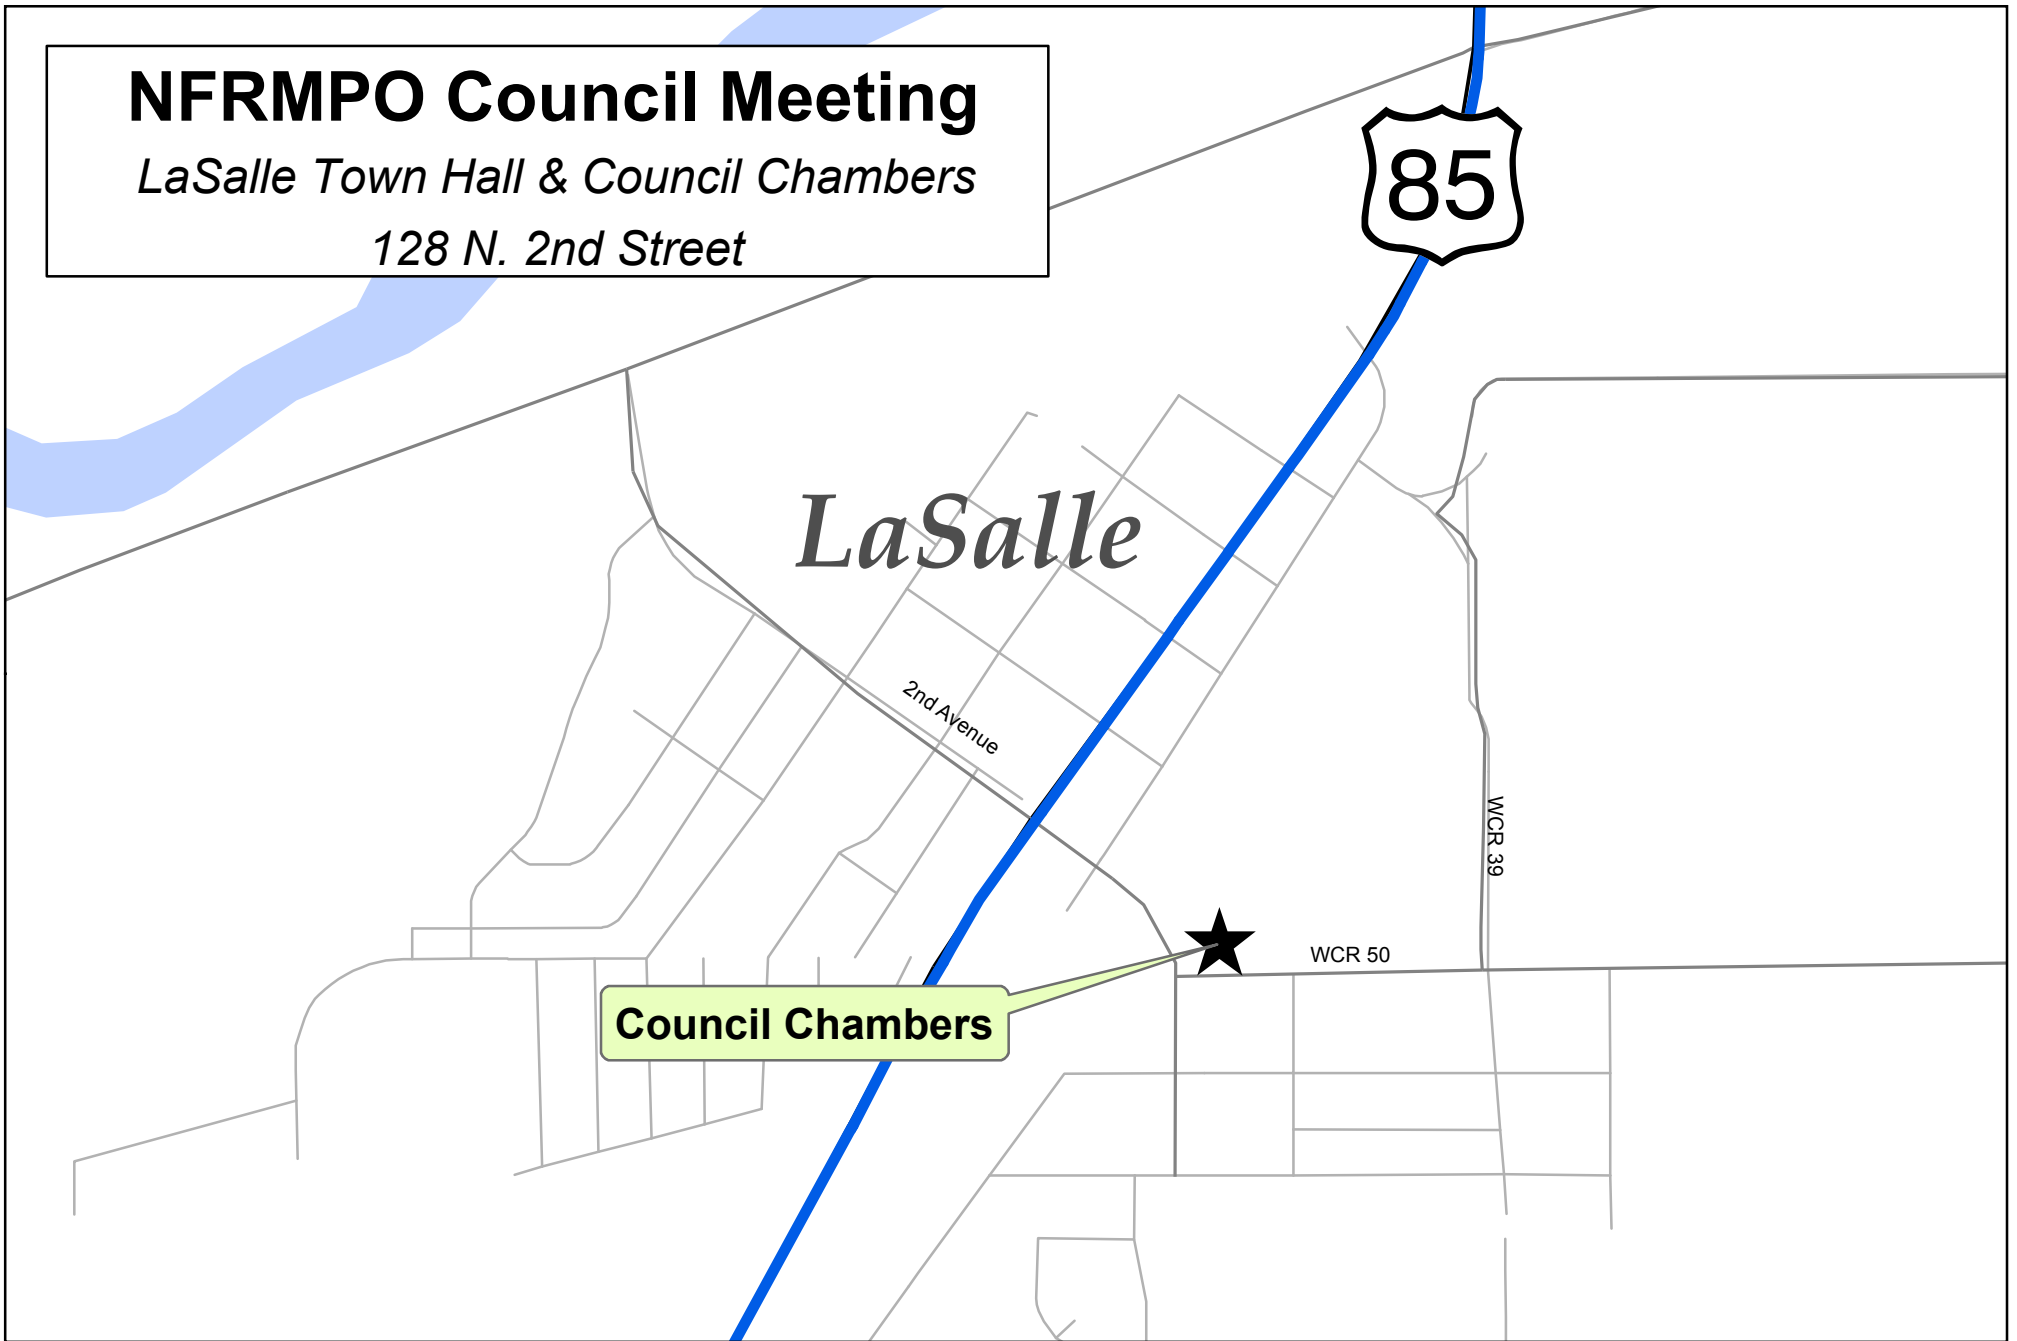 NFRMPO Council Meeting
LaSalle Town Hall & Council Chambers
128 N. 2nd Street
85
LaSalle
2nd Avenue
WCR 39
WCR 50
Council Chambers